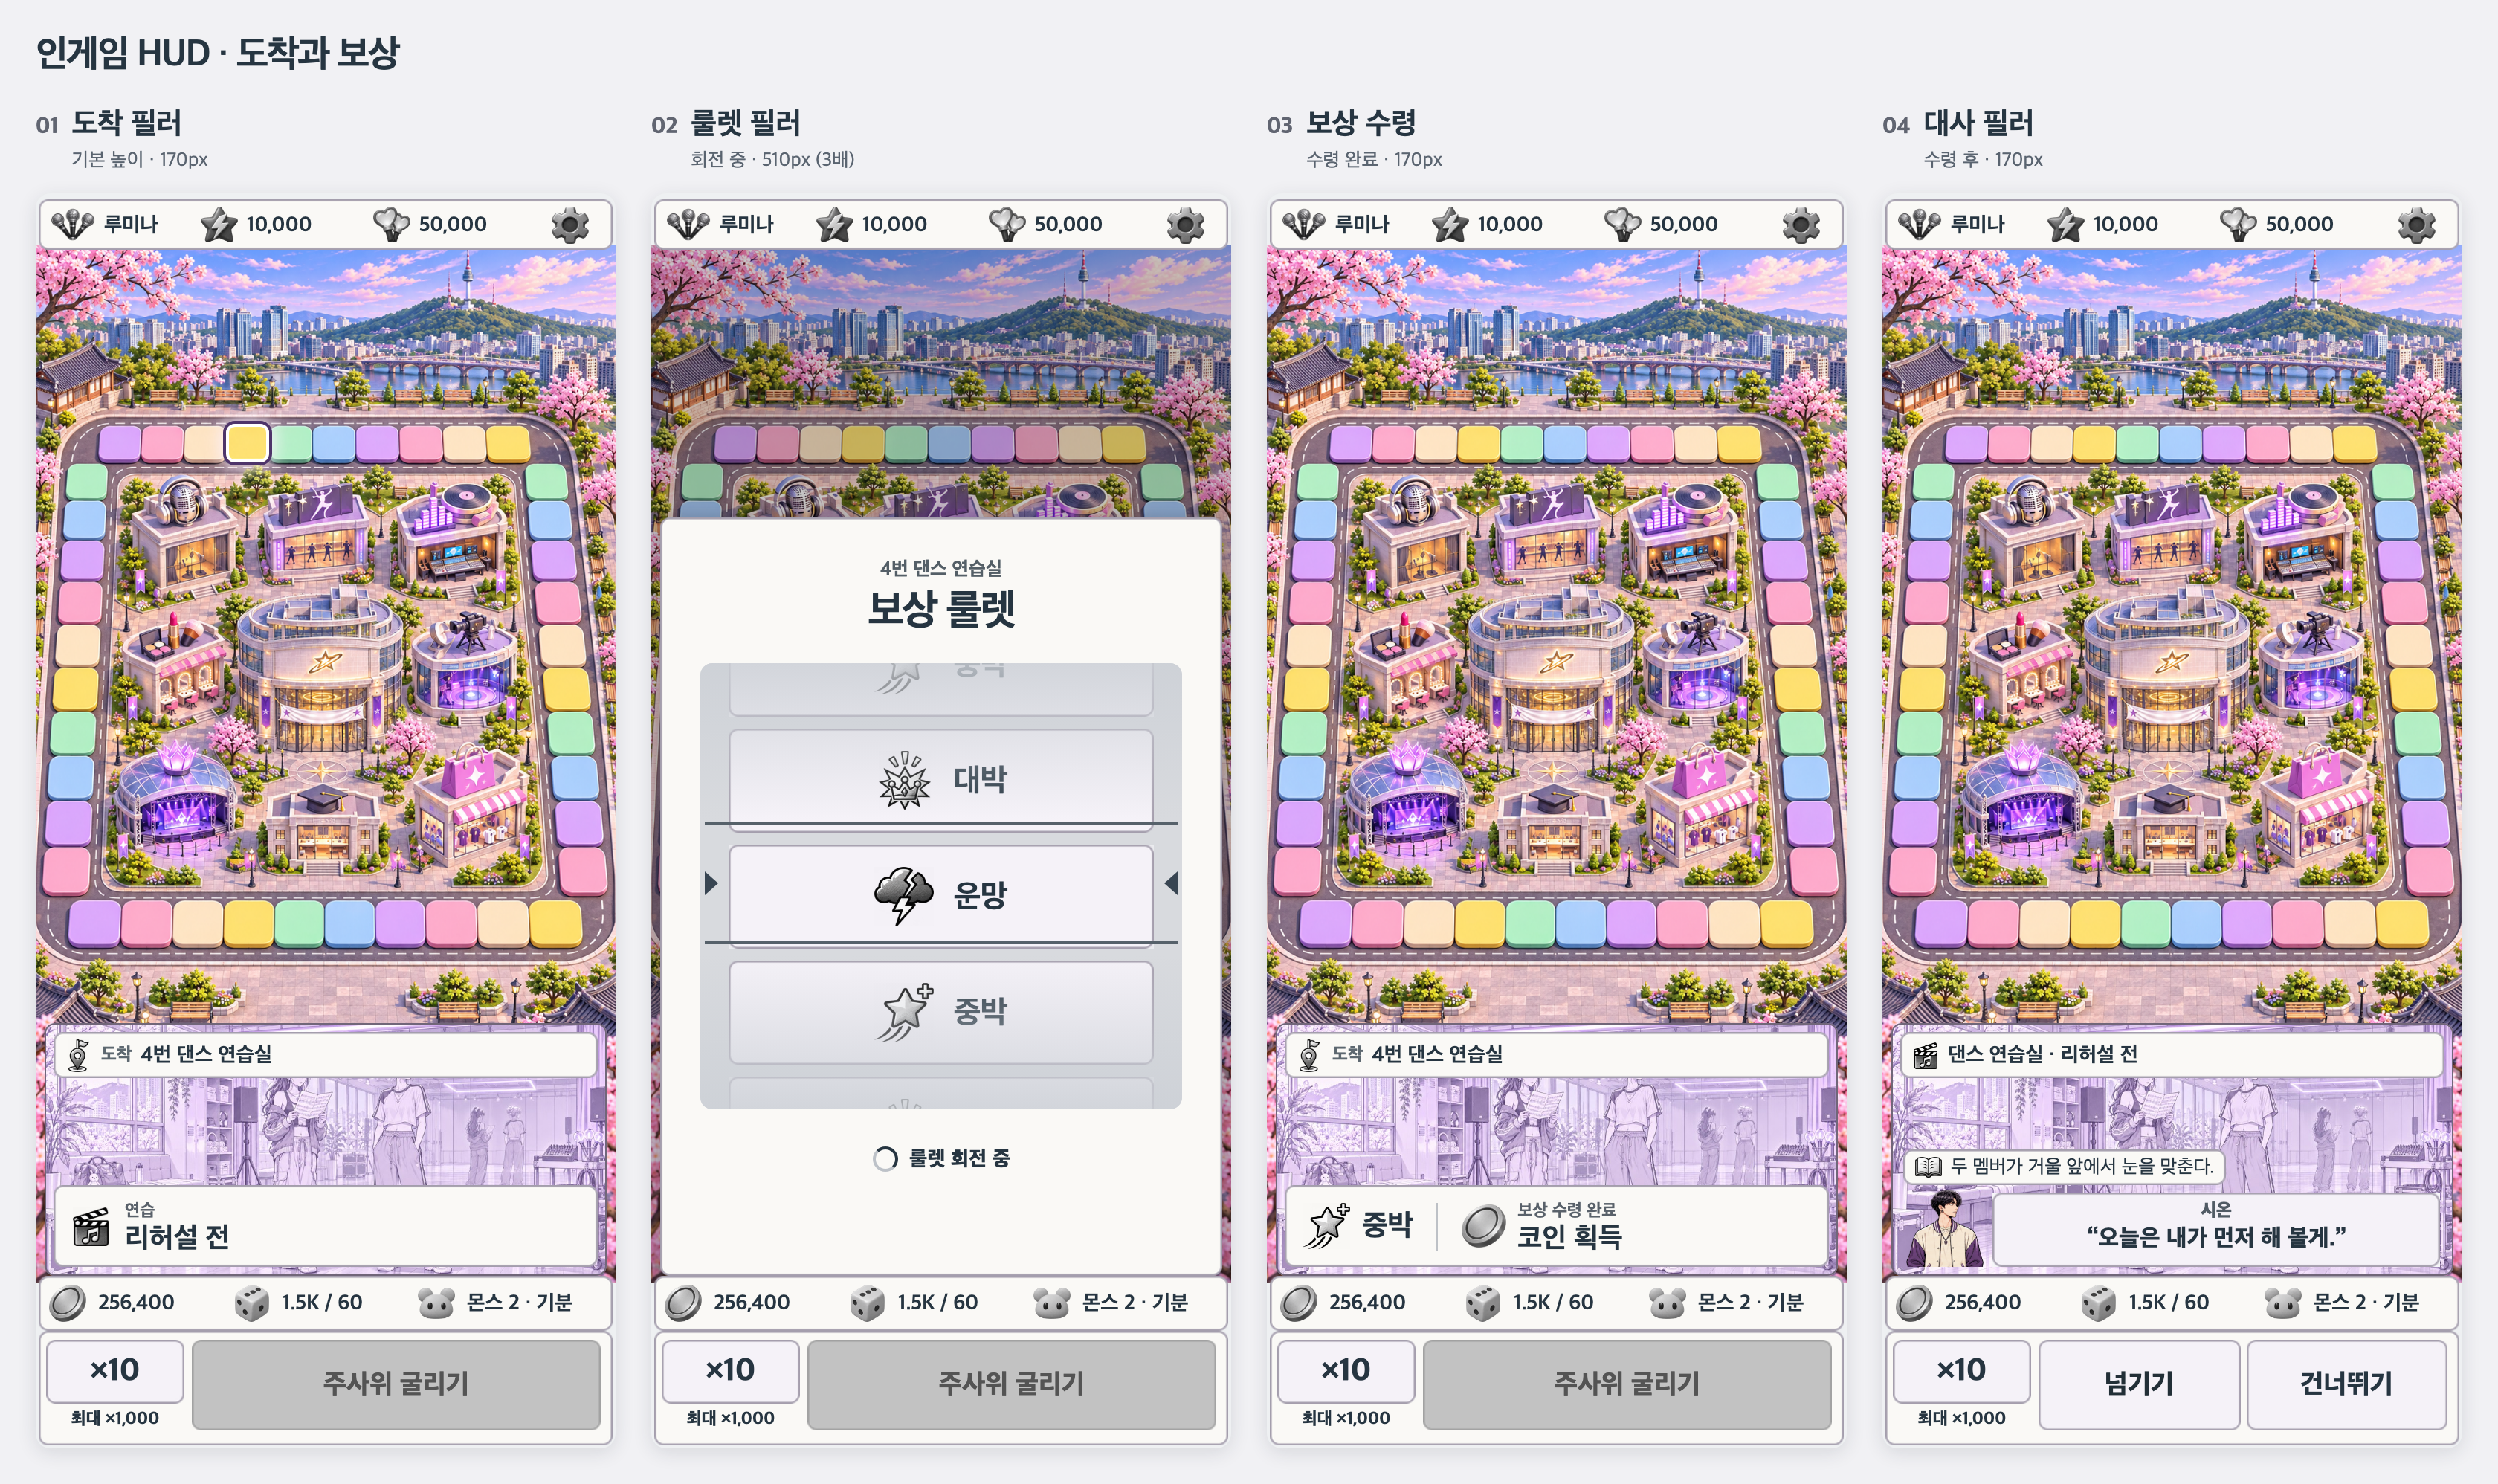 인게임 HUD · 도착과 보상
01 도착 필러
기본 높이 · 170px
루미나 10,000 50,000
도착 4번 댄스 연습실
연습
리허설 전
256,400 1.5K / 60 몬스 2 · 기분
×10 주사위 굴리기
최대 ×1,000
02 룰렛 필러
회전 중 · 510px (3배)
루미나 10,000 50,000
4번 댄스 연습실
보상 룰렛
중박
대박
운망
중박
룰렛 회전 중
256,400 1.5K / 60 몬스 2 · 기분
×10 주사위 굴리기
최대 ×1,000
03 보상 수령
수령 완료 · 170px
루미나 10,000 50,000
도착 4번 댄스 연습실
보상 수령 완료
중박 코인 획득
256,400 1.5K / 60 몬스 2 · 기분
×10 주사위 굴리기
최대 ×1,000
04 대사 필러
수령 후 · 170px
루미나 10,000 50,000
댄스 연습실 · 리허설 전
두 멤버가 거울 앞에서 눈을 맞춘다.
시온
“오늘은 내가 먼저 해 볼게.”
256,400 1.5K / 60 몬스 2 · 기분
×10 넘기기 건너뛰기
최대 ×1,000